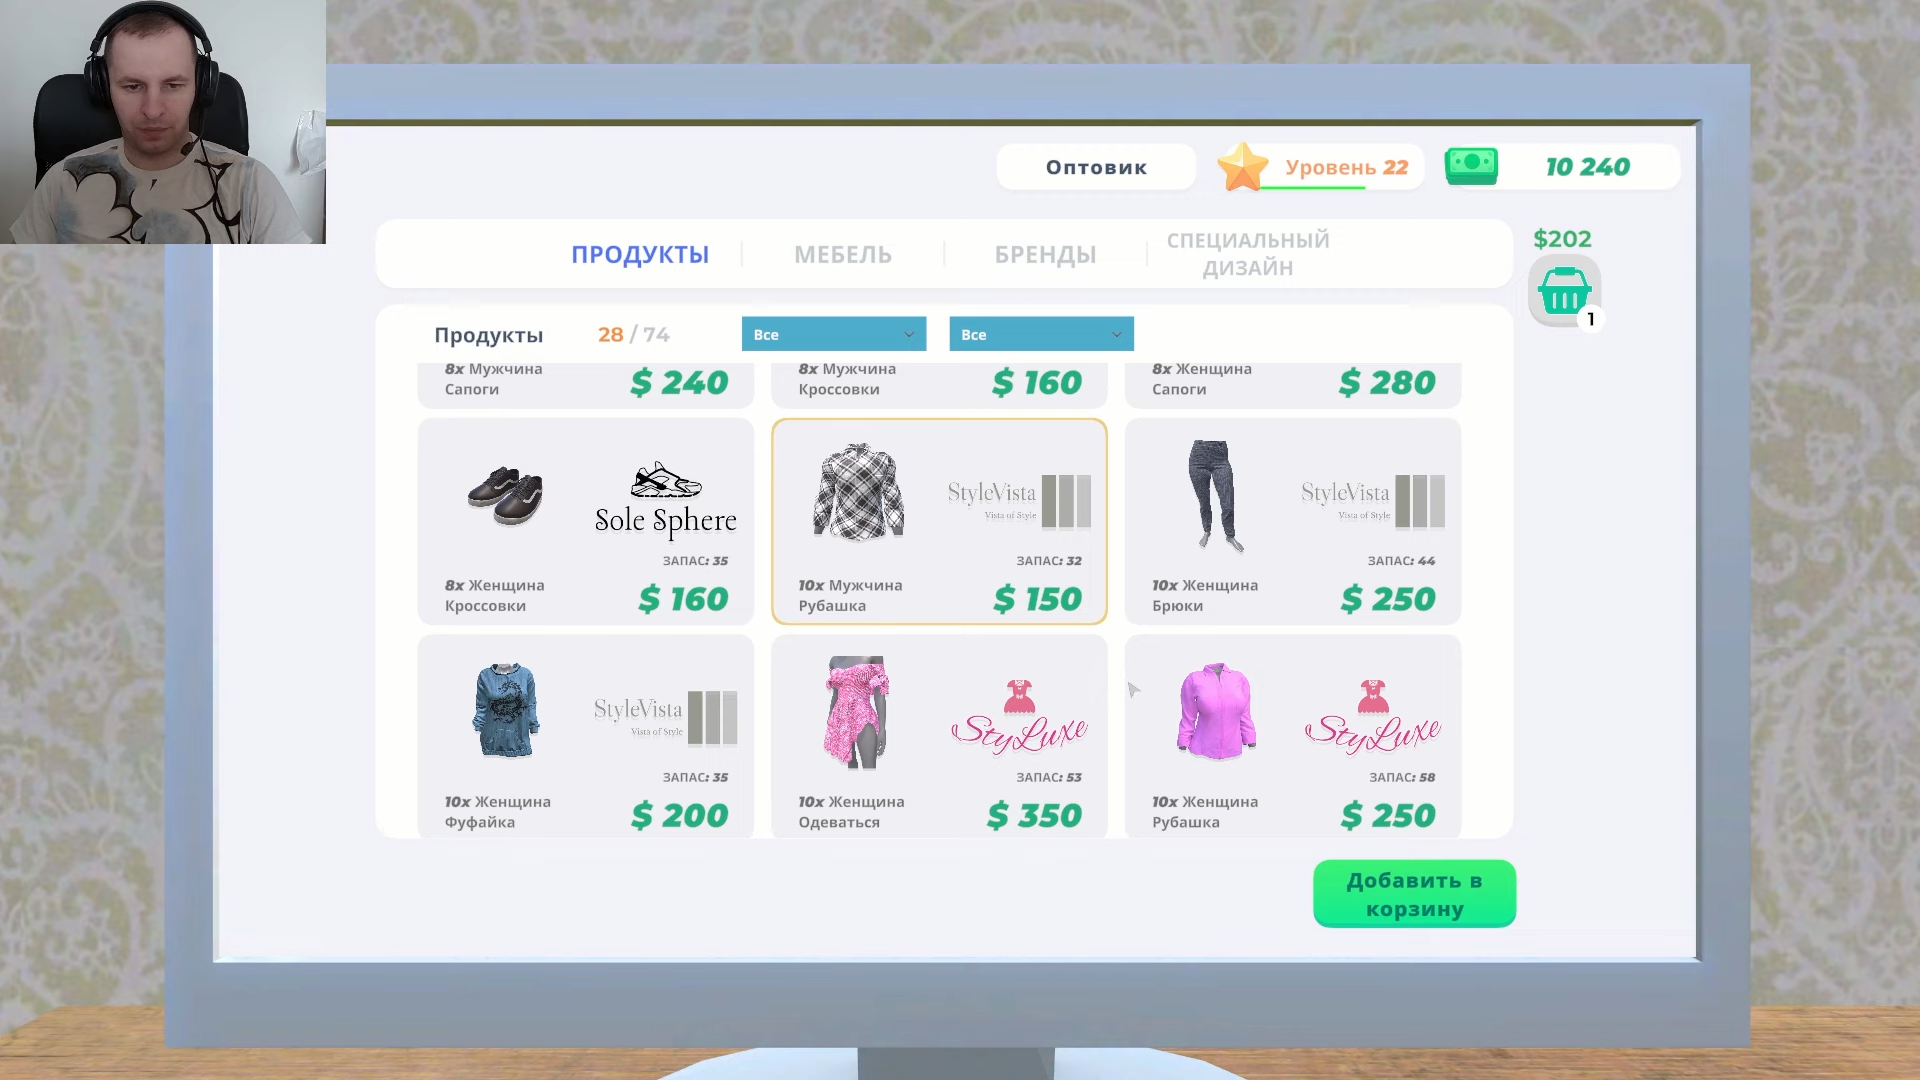 Оптовик
Уровень 22
10 240
ПРОДУКТЫ
МЕБЕЛЬ
БРЕНДЫ
СПЕЦИАЛЬНЫЙ
ДИЗАЙН
$202
1
Продукты
28 / 74
Все
Все
8x Мужчина
Сапоги
$ 240
8x Мужчина
Кроссовки
$ 160
8x Женщина
Сапоги
$ 280
Sole Sphere
ЗАПАС: 35
8x Женщина
Кроссовки
$ 160
StyleVista
Vista of Style
ЗАПАС: 32
10x Мужчина
Рубашка
$ 150
StyleVista
Vista of Style
ЗАПАС: 44
10x Женщина
Брюки
$ 250
StyleVista
Vista of Style
ЗАПАС: 35
10x Женщина
Фуфайка
$ 200
StyLuxe
ЗАПАС: 53
10x Женщина
Одеваться
$ 350
StyLuxe
ЗАПАС: 58
10x Женщина
Рубашка
$ 250
Добавить в
корзину